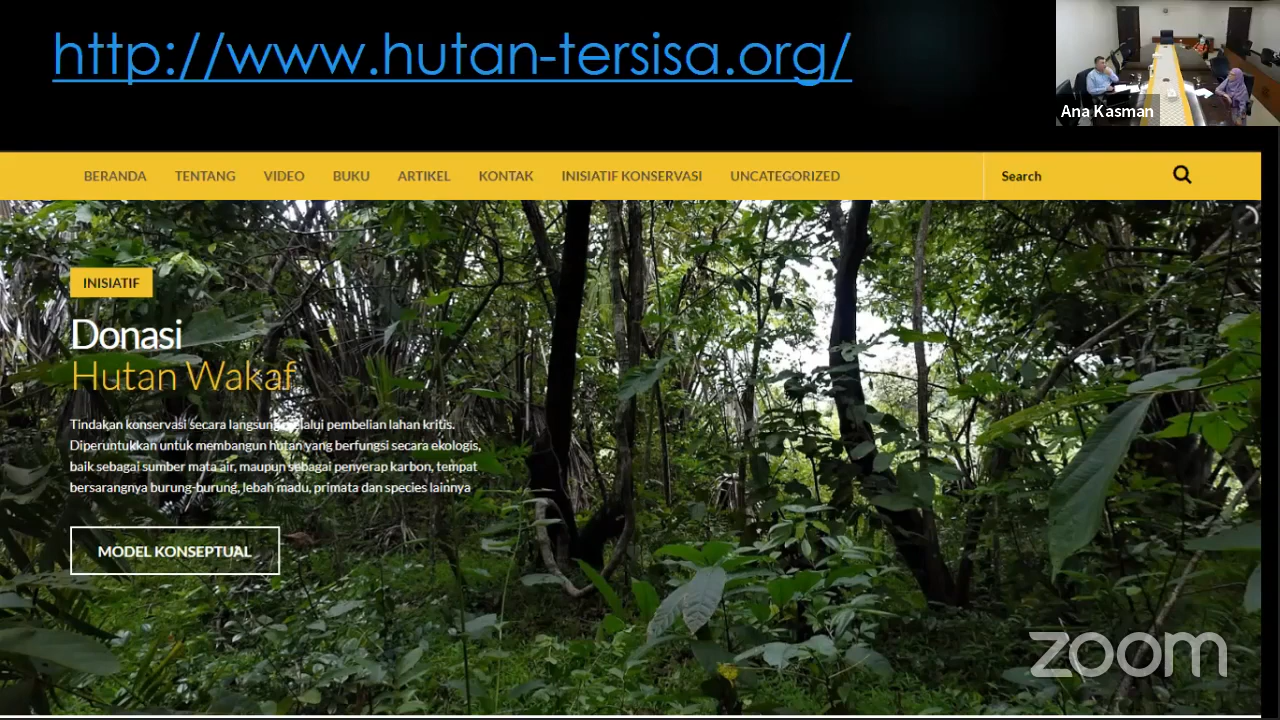 http://www.hutan-tersisa.org/
Ana Kasman
BERANDA TENTANG VIDEO BUKU ARTIKEL KONTAK INISIATIF KONSERVASI UNCATEGORIZED Search
INISIATIF
Donasi
Hutan Wakaf
Tindakan konservasi secara langsung melalui pembelian lahan kritis.
Diperuntukkan untuk membangun hutan yang berfungsi secara ekologis,
baik sebagai sumber mata air, maupun sebagai penyerap karbon, tempat
bersarangnya burung-burung, lebah madu, primata dan species lainnya
MODEL KONSEPTUAL
zoom